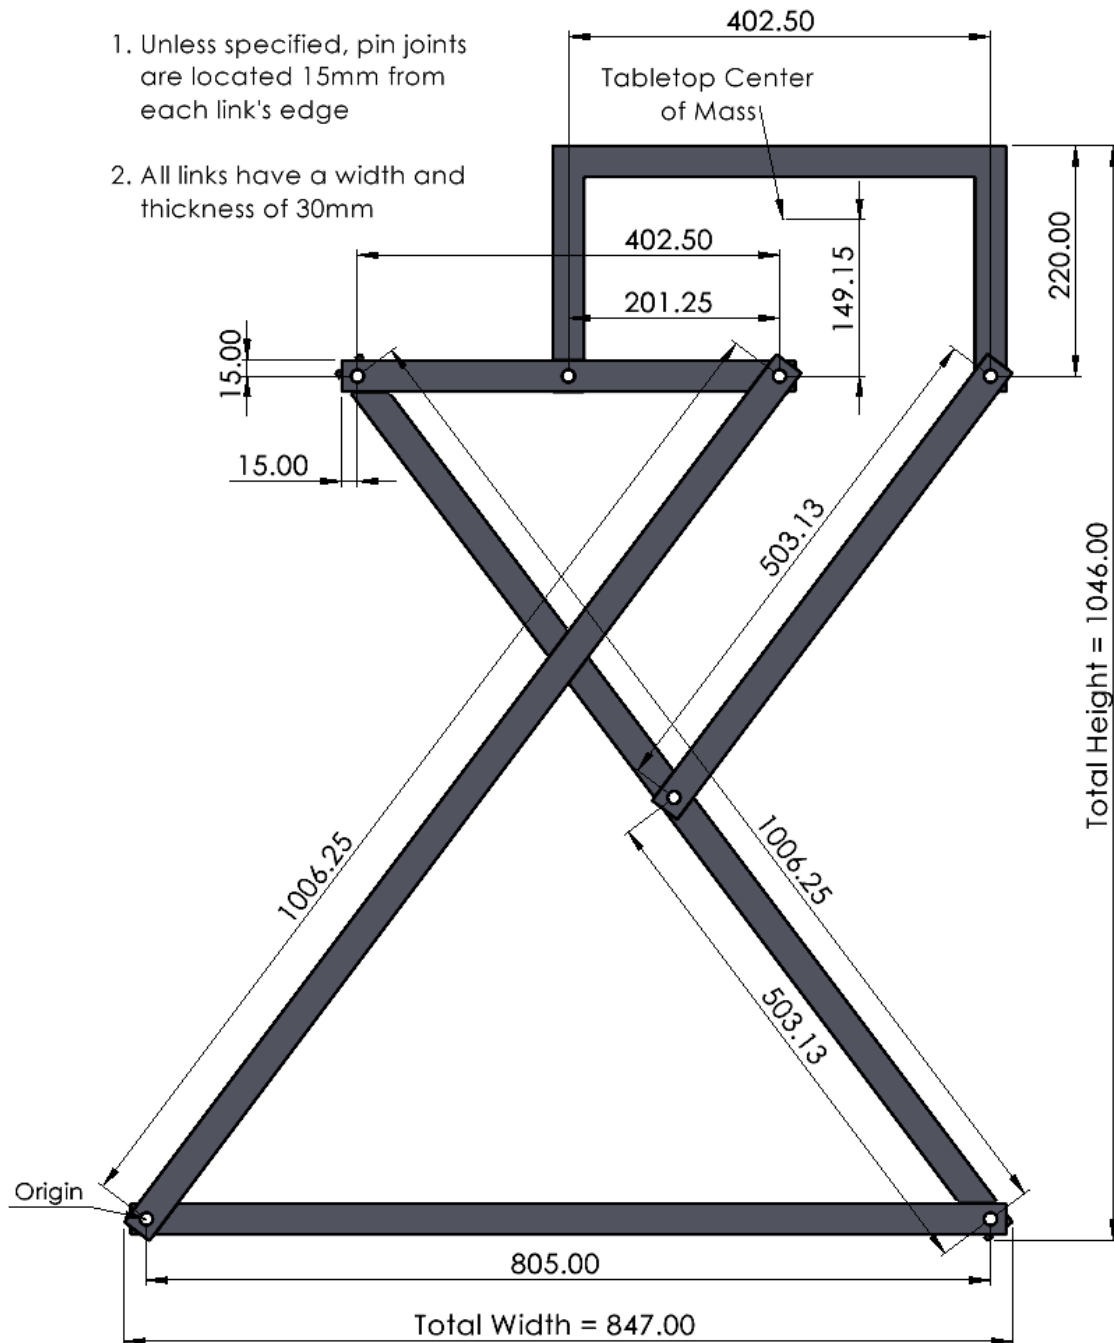 1. Unless specified, pin joints
are located 15mm from
each link's edge
2. All links have a width and
thickness of 30mm
402.50
Tabletop Center
of Mass
402.50
201.25
149.15
220.00
15.00
15.00
503.13
Total Height = 1046.00
1006.25
1006.25
503.13
Origin
805.00
Total Width = 847.00